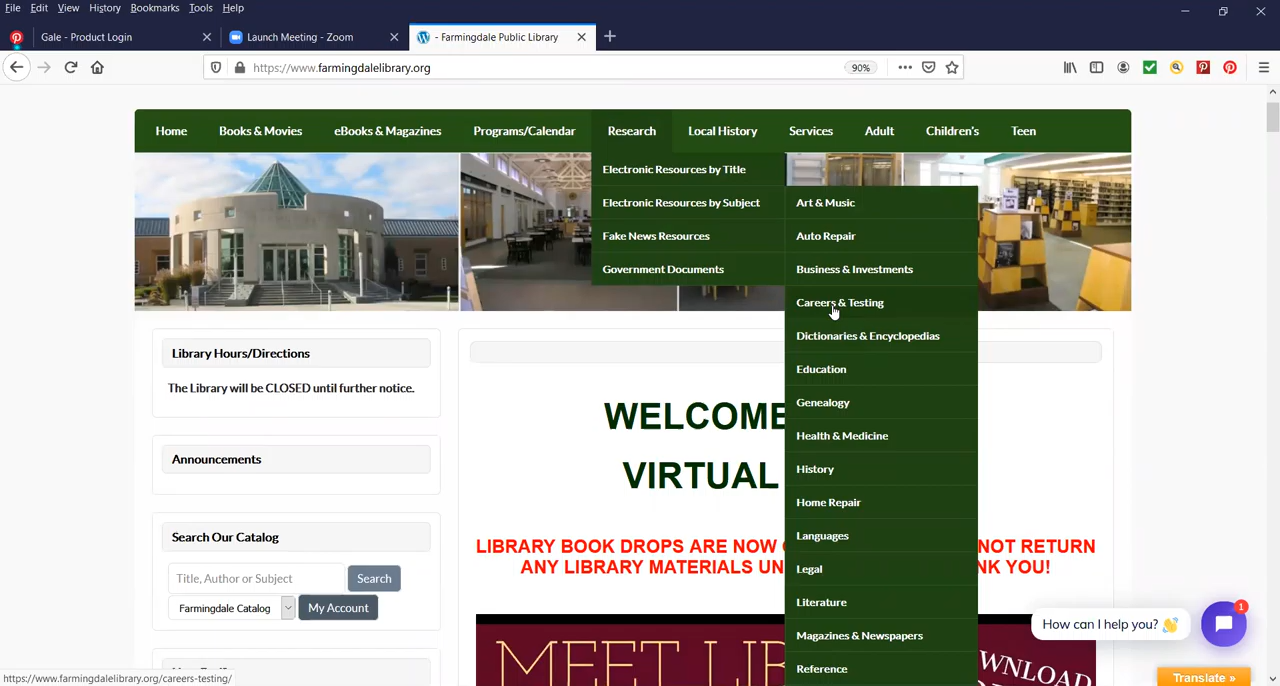 File Edit View History Bookmarks Tools Help
Gale - Product Login
Launch Meeting - Zoom
- Farmingdale Public Library
https://www.farmingdalelibrary.org
90%
Home Books & Movies eBooks & Magazines Programs/Calendar Research Local History Services Adult Children's Teen
Electronic Resources by Title
Electronic Resources by Subject
Fake News Resources
Government Documents
Art & Music
Auto Repair
Business & Investments
Careers & Testing
Dictionaries & Encyclopedias
Education
Genealogy
Health & Medicine
History
Home Repair
Languages
Legal
Literature
Magazines & Newspapers
Reference
Library Hours/Directions
The Library will be CLOSED until further notice.
Announcements
Search Our Catalog
Title, Author or Subject
Search
Farmingdale Catalog
My Account
WELCOME
VIRTUAL
LIBRARY BOOK DROPS ARE NOW NOT RETURN
ANY LIBRARY MATERIALS YOU!
MEET
DOWNLOAD
How can I help you? 👋
1
Translate »
https://www.farmingdalelibrary.org/careers-testing/